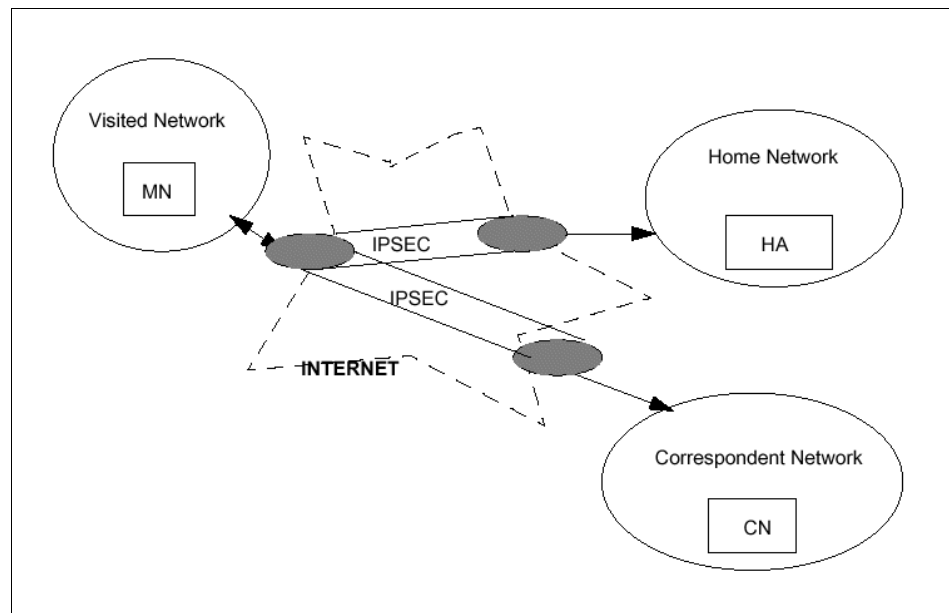 Visited Network
MN
Home Network
HA
IPSEC
IPSEC
INTERNET
Correspondent Network
CN